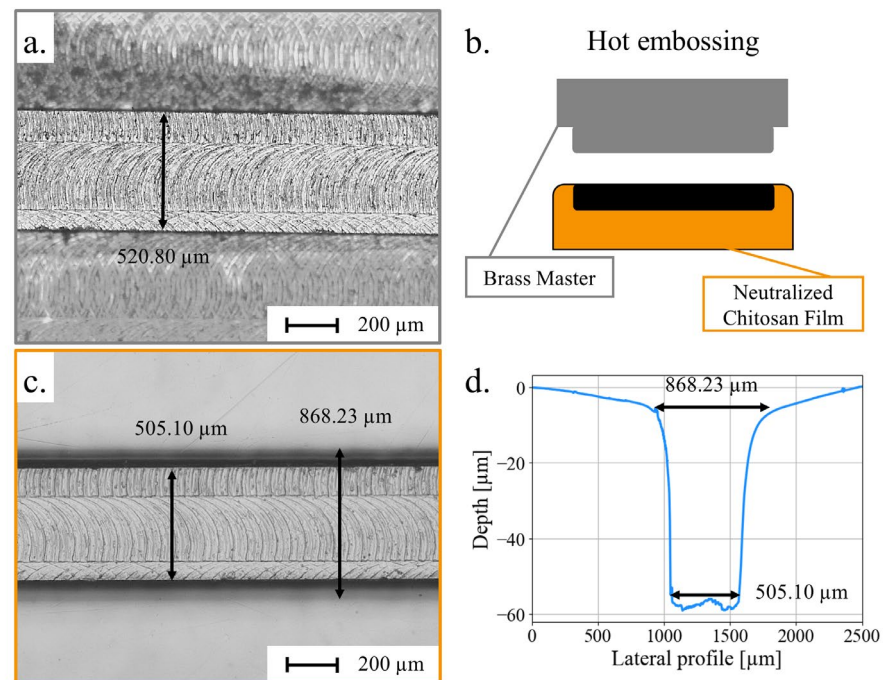 a.
520.80 µm
200 µm
b.
Hot embossing
Brass Master
Neutralized
Chitosan Film
c.
505.10 µm
868.23 µm
200 µm
d.
868.23 µm
505.10 µm
0
−20
−40
−60
Depth [µm]
0 500 1000 1500 2000 2500
Lateral profile [µm]